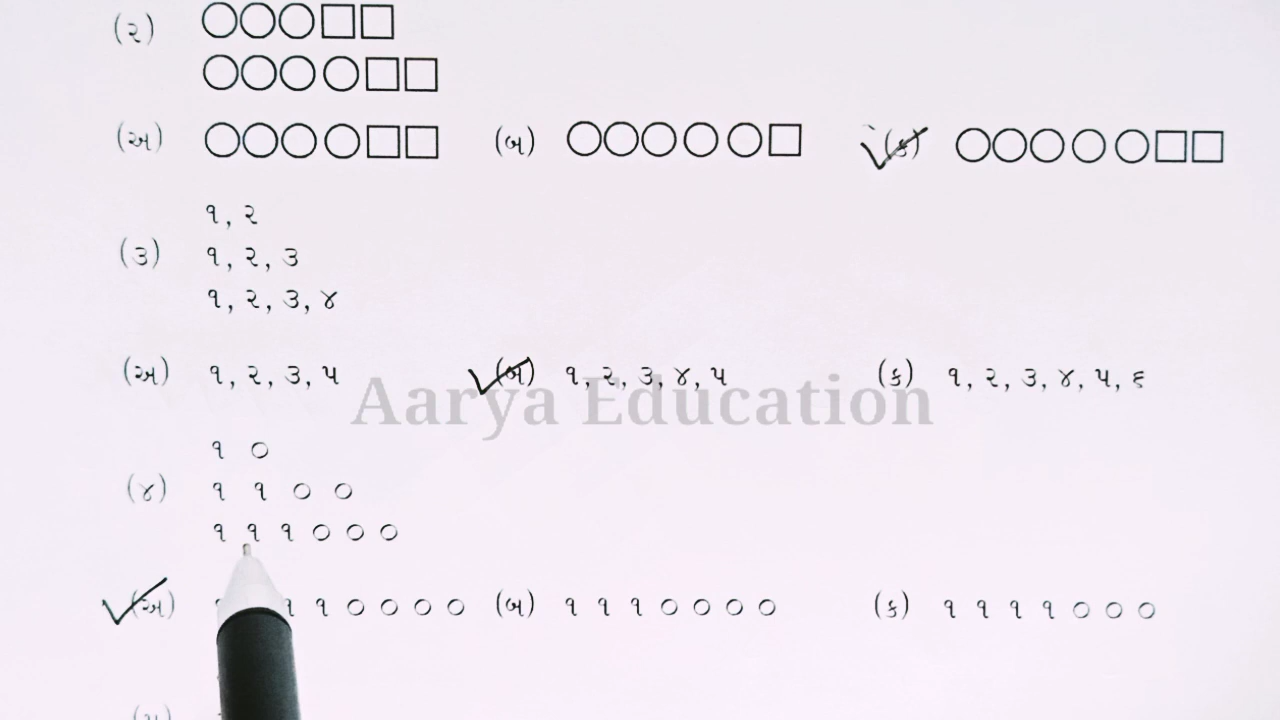 (૨)
(અ) (બ) (ક)
૧, ૨
(૩) ૧, ૨, ૩
૧, ૨, ૩, ૪
(અ) ૧, ૨, ૩, ૫ (બ) ૧, ૨, ૩, ૪, ૫ (ક) ૧, ૨, ૩, ૪, ૫, ૬
Aarya Education
૧ ૦
(૪) ૧ ૧ ૦ ૦
૧ ૧ ૧ ૦ ૦ ૦
(અ) ૧ ૧ ૦ ૦ ૦ ૦ (બ) ૧ ૧ ૧ ૦ ૦ ૦ ૦ (ક) ૧ ૧ ૧ ૧ ૦ ૦ ૦